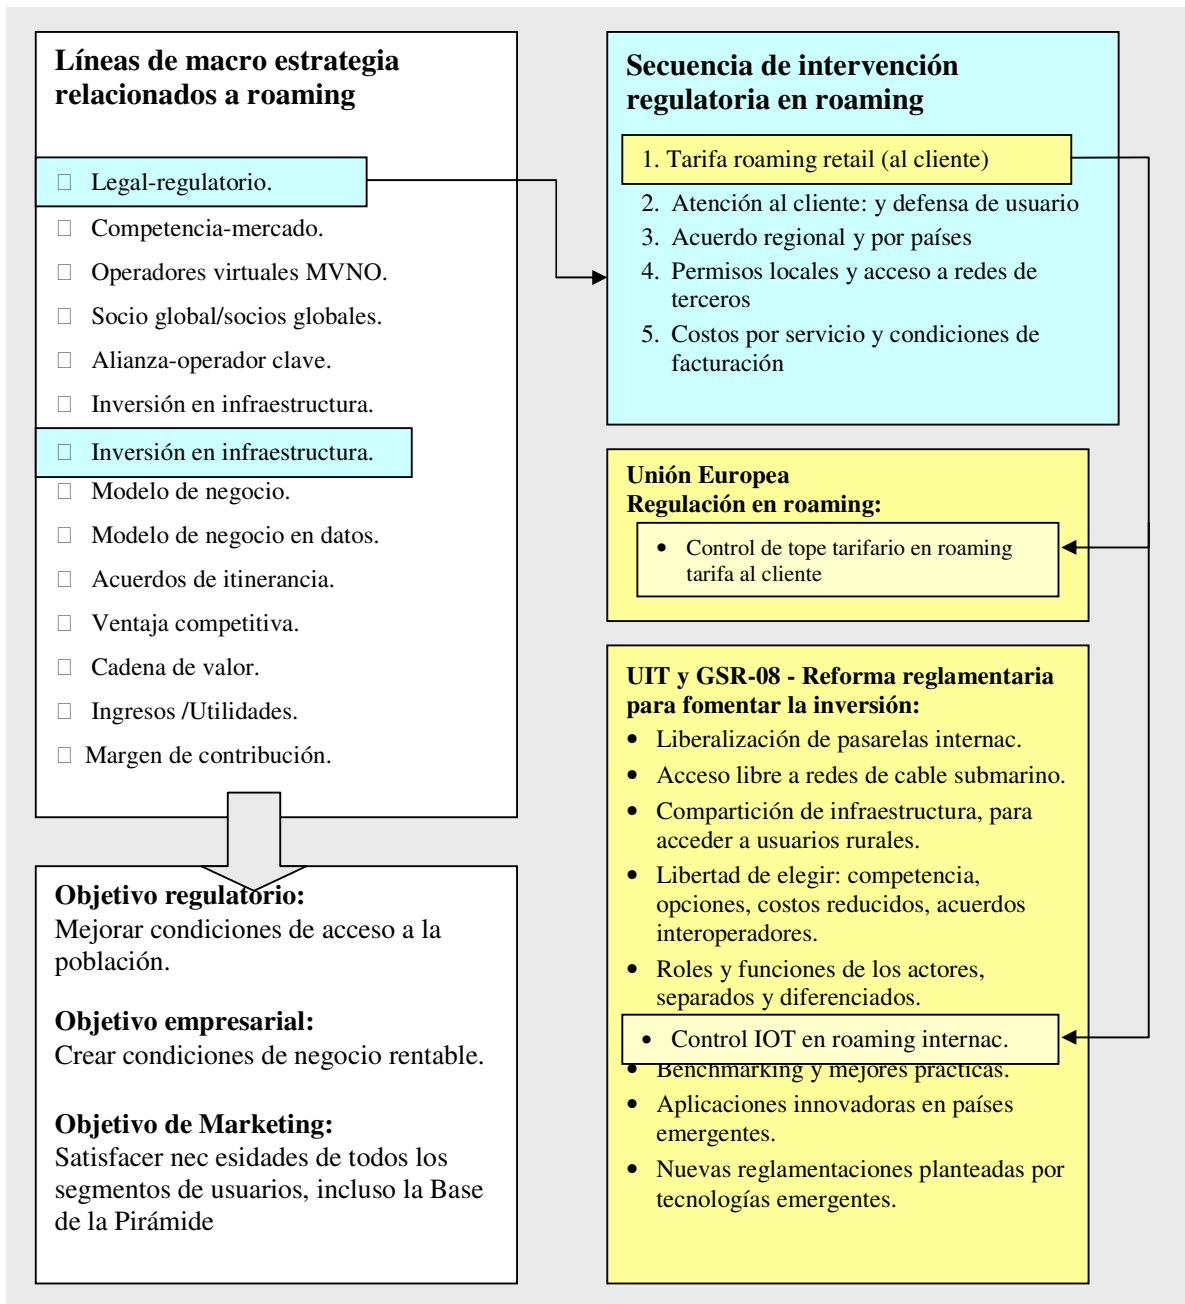 Líneas de macro estrategia
relacionados a roaming
Legal-regulatorio.
Competencia-mercado.
Operadores virtuales MVNO.
Socio global/socios globales.
Alianza-operador clave.
Inversión en infraestructura.
Inversión en infraestructura.
Modelo de negocio.
Modelo de negocio en datos.
Acuerdos de itinerancia.
Ventaja competitiva.
Cadena de valor.
Ingresos /Utilidades.
Margen de contribución.
Objetivo regulatorio:
Mejorar condiciones de acceso a la
población.
Objetivo empresarial:
Crear condiciones de negocio rentable.
Objetivo de Marketing:
Satisfacer nec esidades de todos los
segmentos de usuarios, incluso la Base
de la Pirámide
Secuencia de intervención
regulatoria en roaming
1. Tarifa roaming retail (al cliente)
2. Atención al cliente: y defensa de usuario
3. Acuerdo regional y por países
4. Permisos locales y acceso a redes de
terceros
5. Costos por servicio y condiciones de
facturación
Unión Europea
Regulación en roaming:
• Control de tope tarifario en roaming
tarifa al cliente
UIT y GSR-08 - Reforma reglamentaria
para fomentar la inversión:
• Liberalización de pasarelas internac.
• Acceso libre a redes de cable submarino.
• Compartición de infraestructura, para
acceder a usuarios rurales.
• Libertad de elegir: competencia,
opciones, costos reducidos, acuerdos
interoperadores.
• Roles y funciones de los actores,
separados y diferenciados.
• Control IOT en roaming internac.
• Benchmarking y mejores prácticas.
• Aplicaciones innovadoras en países
emergentes.
• Nuevas reglamentaciones planteadas por
tecnologías emergentes.